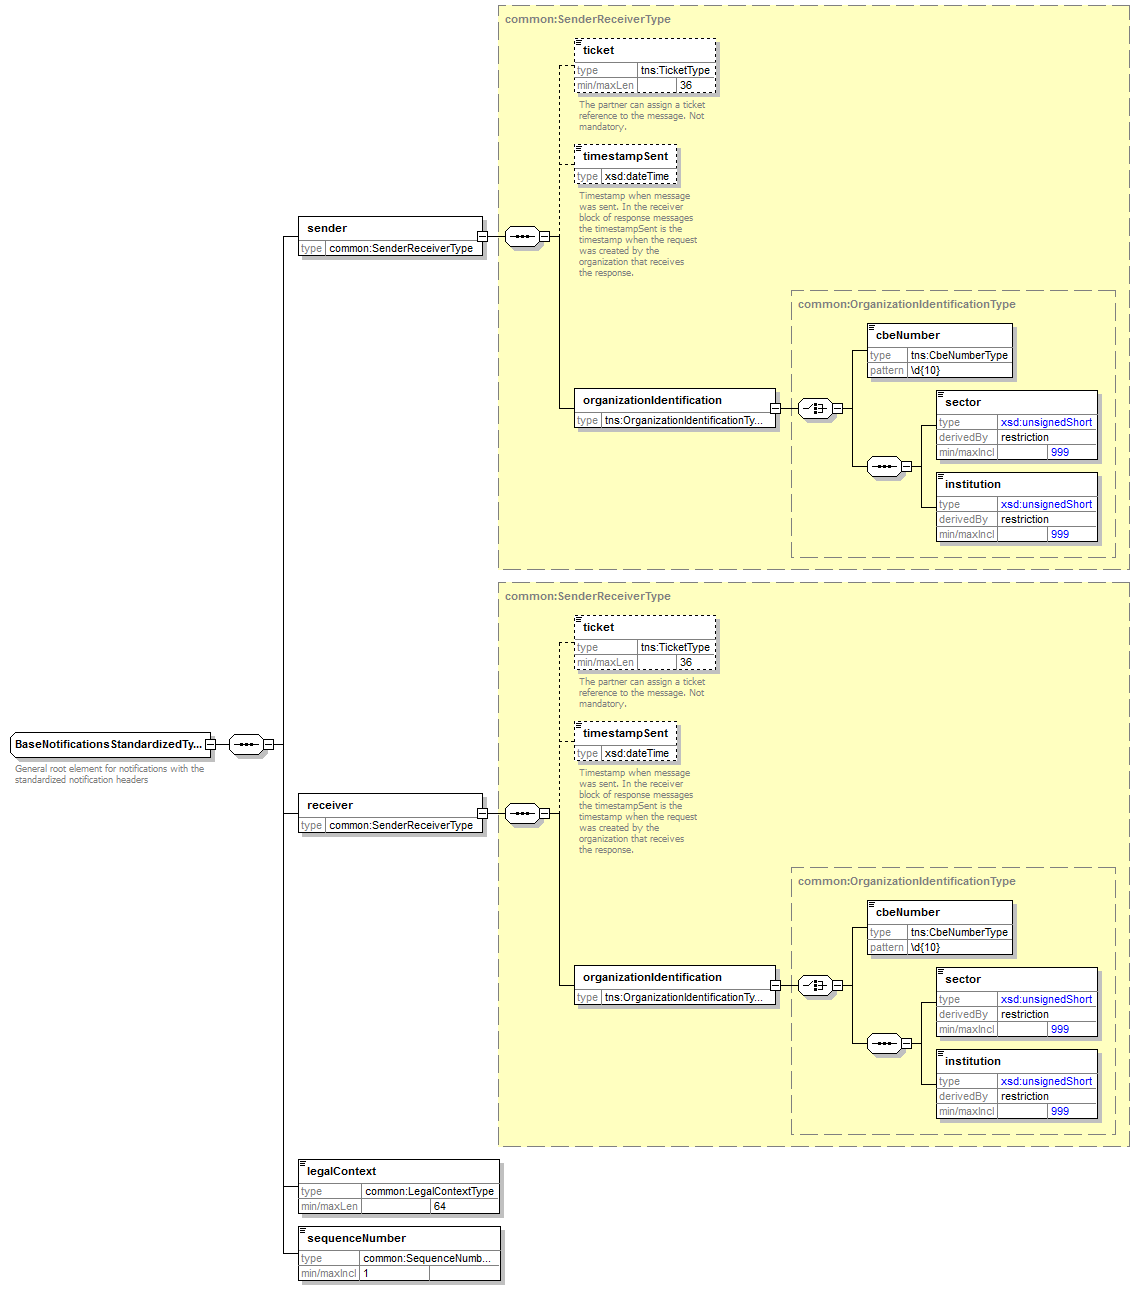 common:SenderReceiverType
ticket
type tns:TicketType
min/maxLen 36
The partner can assign a ticket
reference to the message. Not
mandatory.
timestampSent
type xsd:dateTime
Timestamp when message
was sent. In the receiver
block of response messages
the timestampSent is the
timestamp when the request
was created by the
organization that receives
the response.
sender
type common:SenderReceiverType
common:OrganizationIdentificationType
cbeNumber
type tns:CbeNumberType
pattern \d{10}
organizationIdentification
type tns:OrganizationIdentificationTy...
sector
type xsd:unsignedShort
derivedBy restriction
min/maxIncl 999
institution
type xsd:unsignedShort
derivedBy restriction
min/maxIncl 999
common:SenderReceiverType
ticket
type tns:TicketType
min/maxLen 36
The partner can assign a ticket
reference to the message. Not
mandatory.
timestampSent
type xsd:dateTime
Timestamp when message
was sent. In the receiver
block of response messages
the timestampSent is the
timestamp when the request
was created by the
organization that receives
the response.
BaseNotificationsStandardizedTy...
General root element for notifications with the
standardized notification headers
receiver
type common:SenderReceiverType
common:OrganizationIdentificationType
cbeNumber
type tns:CbeNumberType
pattern \d{10}
organizationIdentification
type tns:OrganizationIdentificationTy...
sector
type xsd:unsignedShort
derivedBy restriction
min/maxIncl 999
institution
type xsd:unsignedShort
derivedBy restriction
min/maxIncl 999
legalContext
type common:LegalContextType
min/maxLen 64
sequenceNumber
type common:SequenceNumb...
min/maxIncl 1